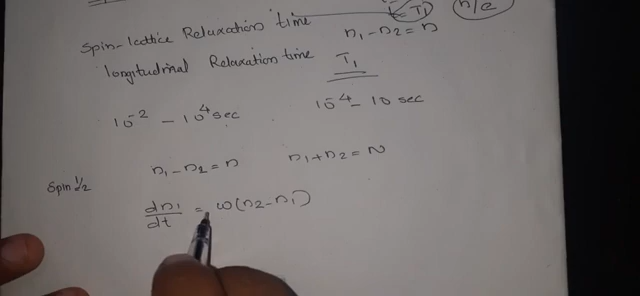 T₁ n/e
Spin-lattice Relaxation time n₁-n₂=n
longitudinal Relaxation time T₁
10⁻² - 10⁴ sec 10⁻⁴ - 10 sec
n₁-n₂=n n₁+n₂=N
Spin 1/2
dn₁/dt = ω(n₂-n₁)